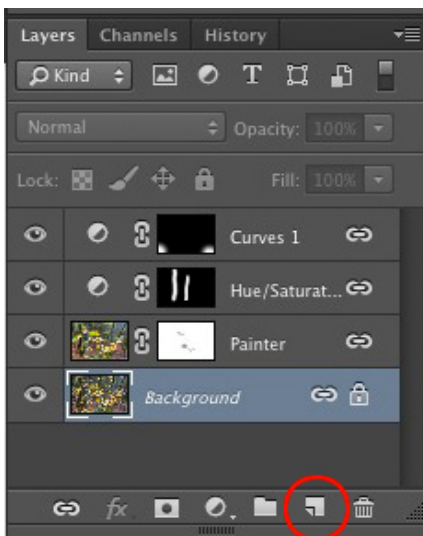 Layers Channels History
Kind T
Normal Opacity: 100%
Lock: Fill: 100%
Curves 1
Hue/Saturat...
Painter
Background
fx